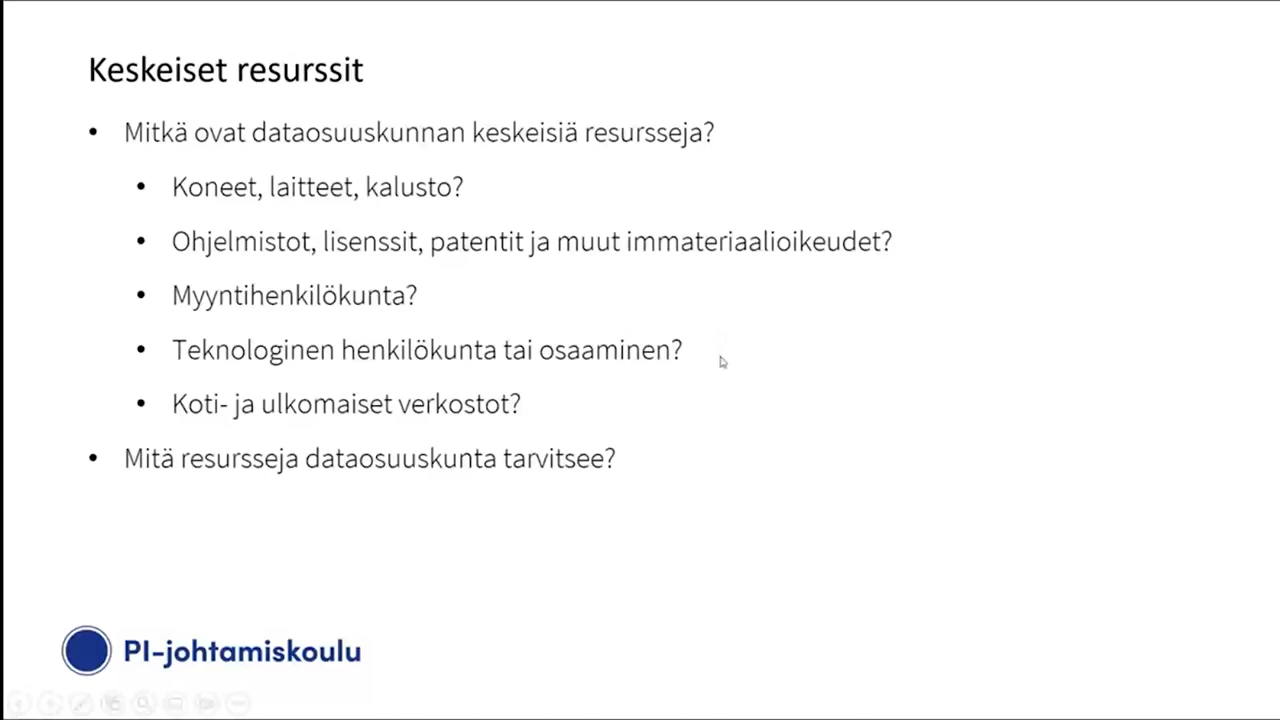 Keskeiset resurssit
• Mitkä ovat dataosuuskunnan keskeisiä resursseja?
• Koneet, laitteet, kalusto?
• Ohjelmistot, lisenssit, patentit ja muut immateriaalioikeudet?
• Myyntihenkilökunta?
• Teknologinen henkilökunta tai osaaminen?
• Koti- ja ulkomaiset verkostot?
• Mitä resursseja dataosuuskunta tarvitsee?
PI-johtamiskoulu